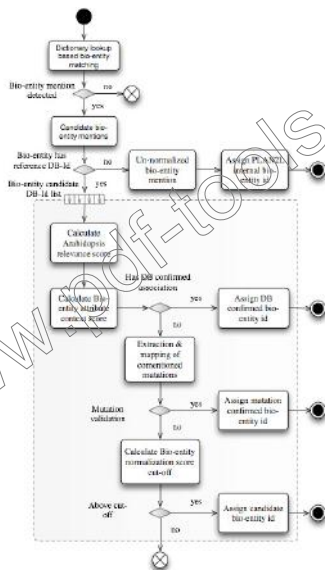 Dictionary lookup
based bio-entity
matching
Bio-entity mention
detected
no
yes
Candidate bio-
entity mentions
Bio-entity has
reference DB-Id
no
Un-normalized
bio-entity
mention
Assign PLAN2L
internal bio-
entity id
yes
Bio-entity candidate
DB-Id list
Calculate
Arabidopsis
relevance score
Has DB confirmed
association
Calculate Bio-
entity attribute
context score
yes
Assign DB
confirmed bio-
entity id
no
Extraction &
mapping of
comentioned
mutations
Mutation
validation
yes
Assign mutation
confirmed bio-
entity id
no
Calculate Bio-entity
normalization score
cut-off
Above cut-
off
yes
Assign candidate
bio-entity id
no